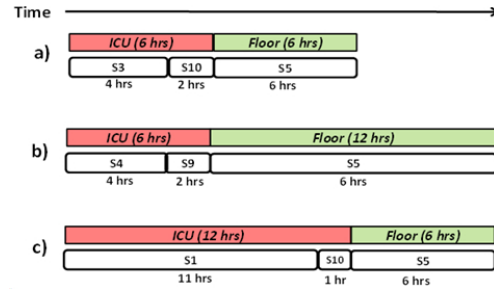 Time
a)
ICU (6 hrs) Floor (6 hrs)
S3 S10 S5
4 hrs 2 hrs 6 hrs
b)
ICU (6 hrs) Floor (12 hrs)
S4 S9 S5
4 hrs 2 hrs 6 hrs
c)
ICU (12 hrs) Floor (6 hrs)
S1 S10 S5
11 hrs 1 hr 6 hrs